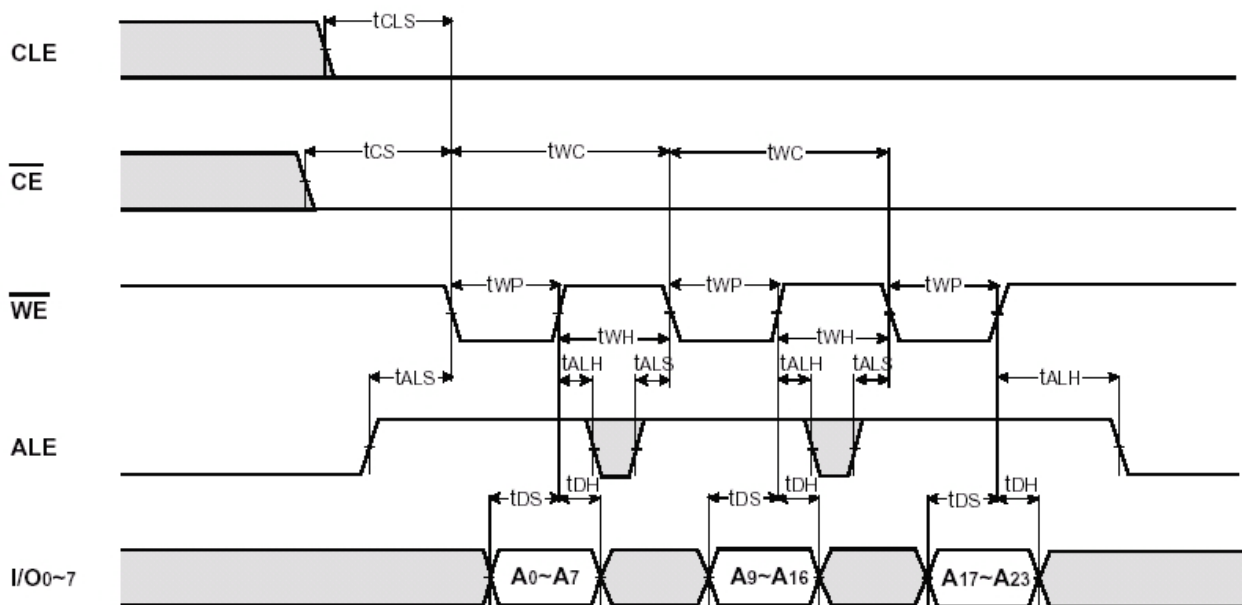 tCLS
CLE
tCS tWC tWC
CE
tWP tWP tWP
WE
tWH tWH
tALH tALS tALH tALS
tALS tALH
ALE
tDS tDH tDS tDH tDS tDH
I/O0~7 A0~A7 A9~A16 A17~A23